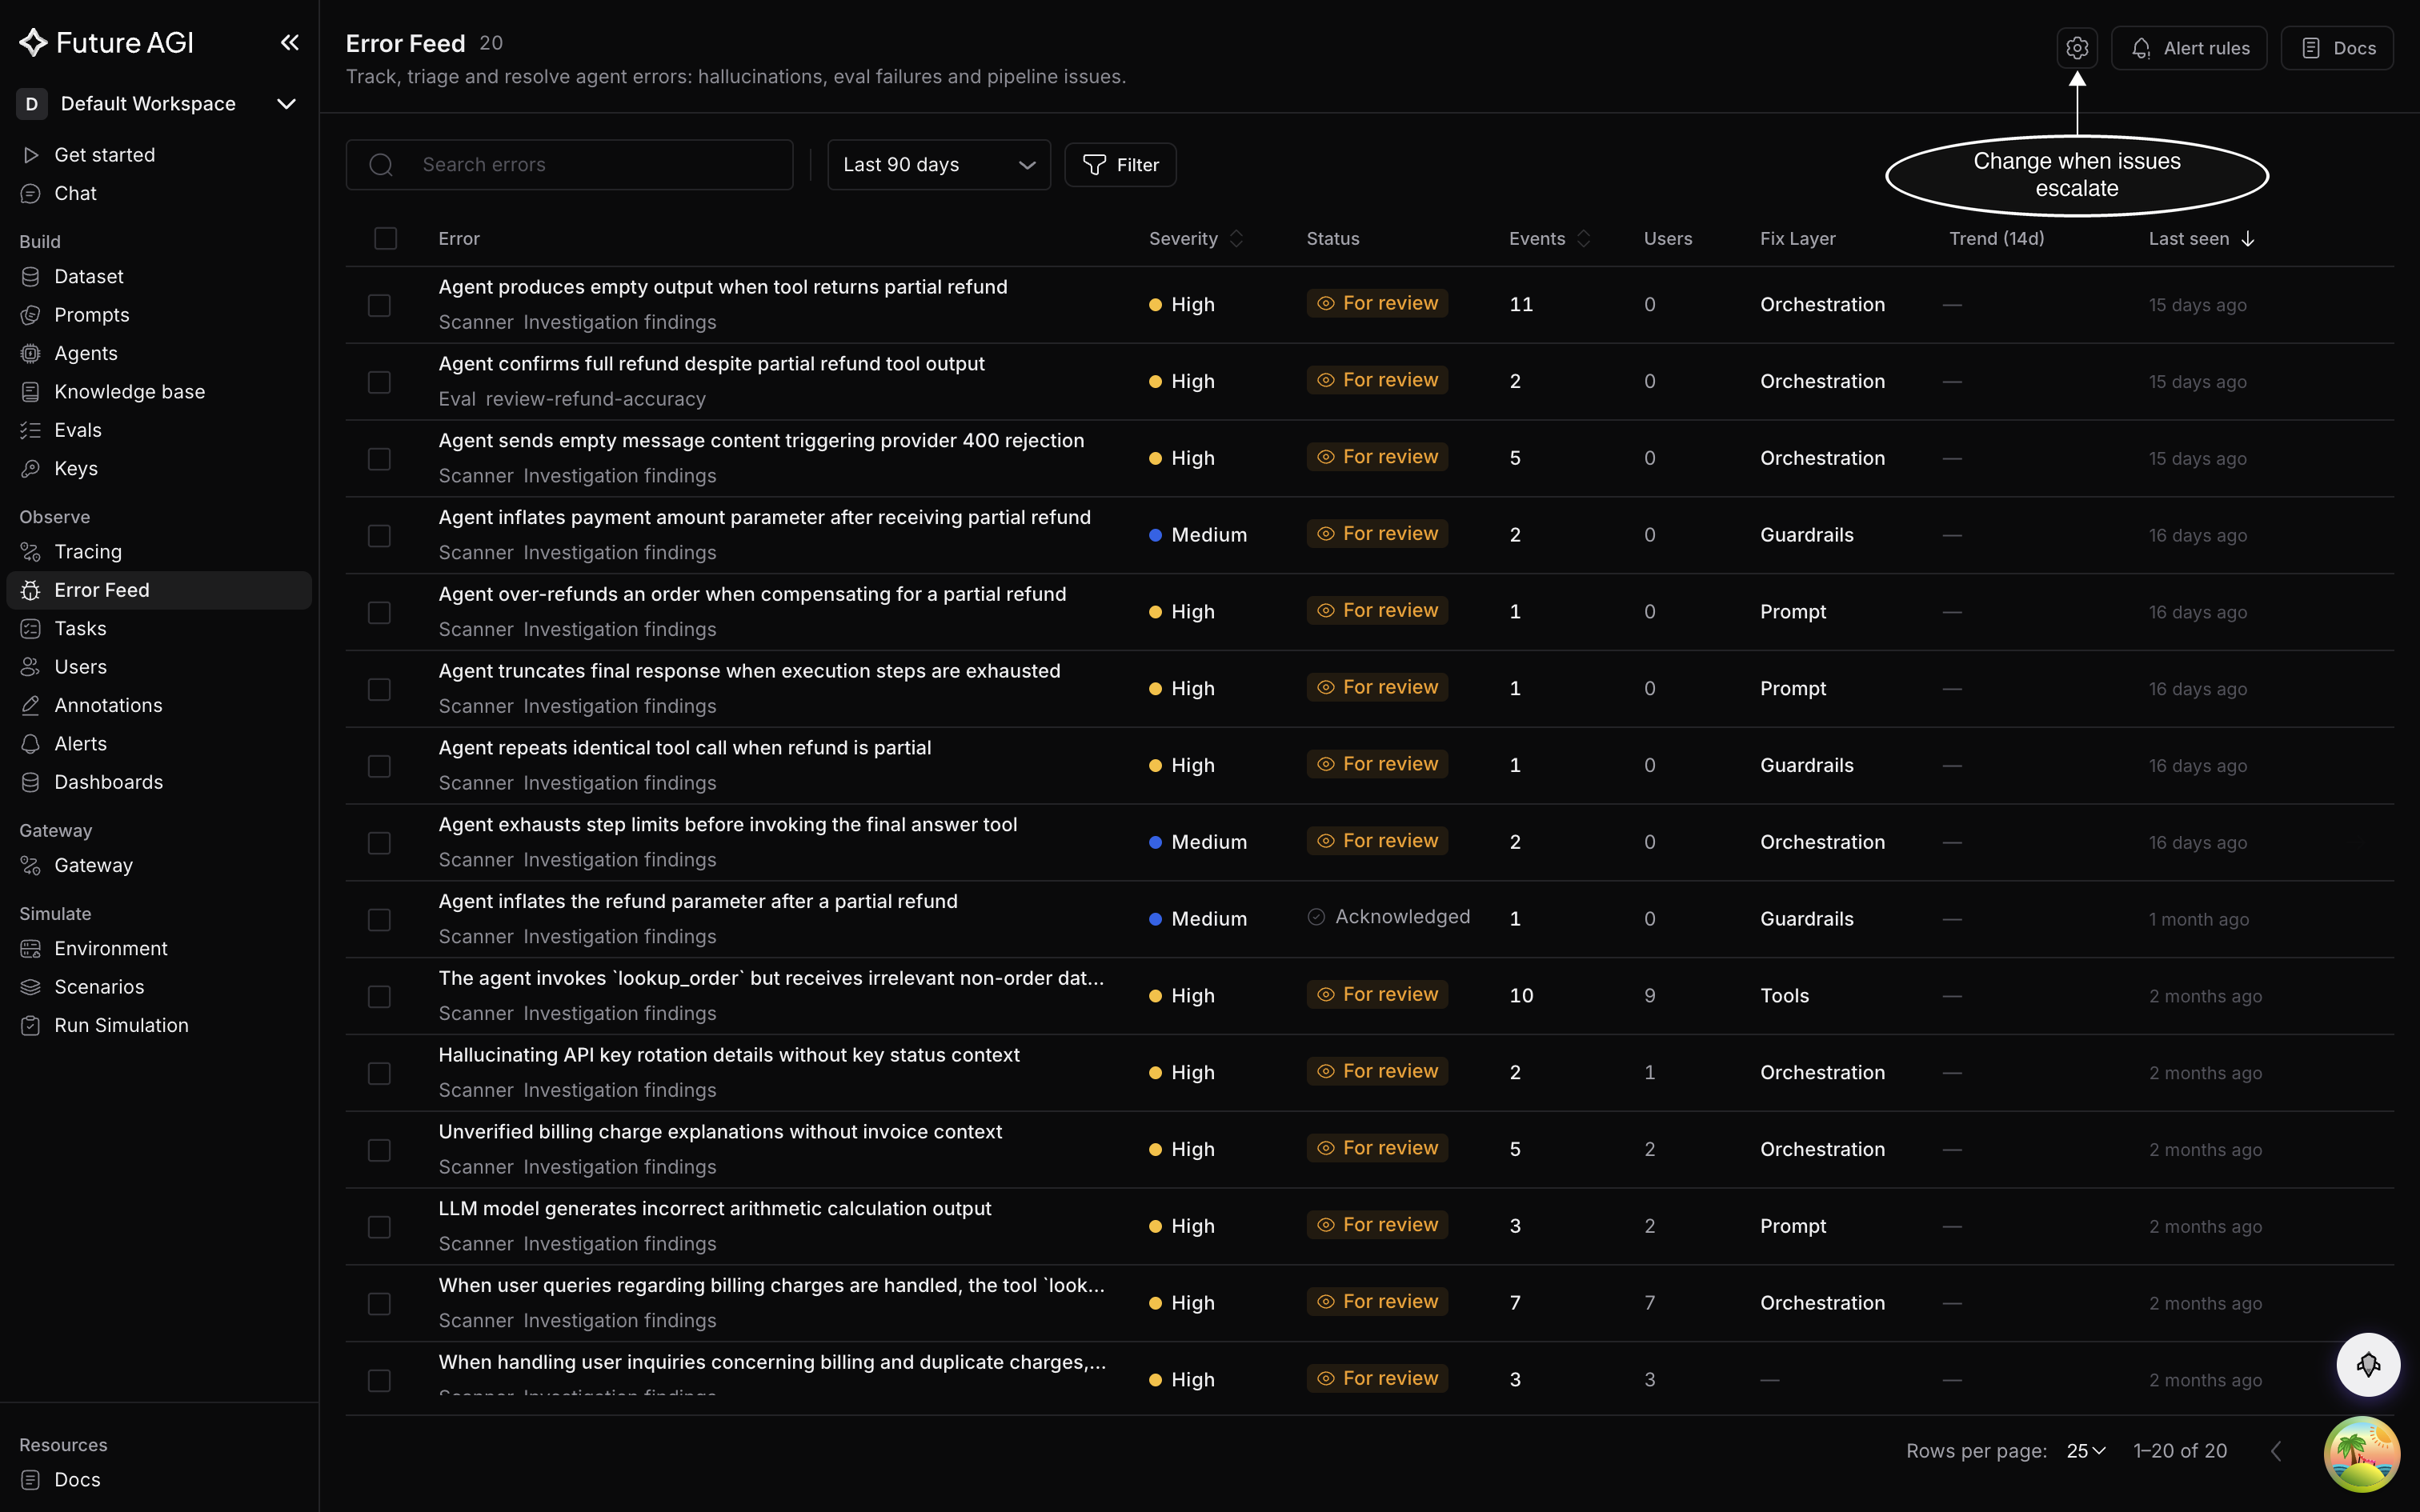 Future AGI
D Default Workspace
Get started
Chat
Build
Dataset
Prompts
Agents
Knowledge base
Evals
Keys
Observe
Tracing
Error Feed
Tasks
Users
Annotations
Alerts
Dashboards
Gateway
Gateway
Simulate
Environment
Scenarios
Run Simulation
Resources
Docs
Error Feed 20
Track, triage and resolve agent errors: hallucinations, eval failures and pipeline issues.
Alert rules
Docs
Change when issues
escalate
Search errors
Last 90 days
Filter
Error Severity Status Events Users Fix Layer Trend (14d) Last seen
Agent produces empty output when tool returns partial refund
Scanner Investigation findings
High For review 11 0 Orchestration — 15 days ago
Agent confirms full refund despite partial refund tool output
Eval review-refund-accuracy
High For review 2 0 Orchestration — 15 days ago
Agent sends empty message content triggering provider 400 rejection
Scanner Investigation findings
High For review 5 0 Orchestration — 15 days ago
Agent inflates payment amount parameter after receiving partial refund
Scanner Investigation findings
Medium For review 2 0 Guardrails — 16 days ago
Agent over-refunds an order when compensating for a partial refund
Scanner Investigation findings
High For review 1 0 Prompt — 16 days ago
Agent truncates final response when execution steps are exhausted
Scanner Investigation findings
High For review 1 0 Prompt — 16 days ago
Agent repeats identical tool call when refund is partial
Scanner Investigation findings
High For review 1 0 Guardrails — 16 days ago
Agent exhausts step limits before invoking the final answer tool
Scanner Investigation findings
Medium For review 2 0 Orchestration — 16 days ago
Agent inflates the refund parameter after a partial refund
Scanner Investigation findings
Medium Acknowledged 1 0 Guardrails — 1 month ago
The agent invokes `lookup_order` but receives irrelevant non-order dat...
Scanner Investigation findings
High For review 10 9 Tools — 2 months ago
Hallucinating API key rotation details without key status context
Scanner Investigation findings
High For review 2 1 Orchestration — 2 months ago
Unverified billing charge explanations without invoice context
Scanner Investigation findings
High For review 5 2 Orchestration — 2 months ago
LLM model generates incorrect arithmetic calculation output
Scanner Investigation findings
High For review 3 2 Prompt — 2 months ago
When user queries regarding billing charges are handled, the tool `look...
Scanner Investigation findings
High For review 7 7 Orchestration — 2 months ago
When handling user inquiries concerning billing and duplicate charges,...
Scanner Investigation findings
High For review 3 3 — — 2 months ago
Rows per page: 25 1–20 of 20